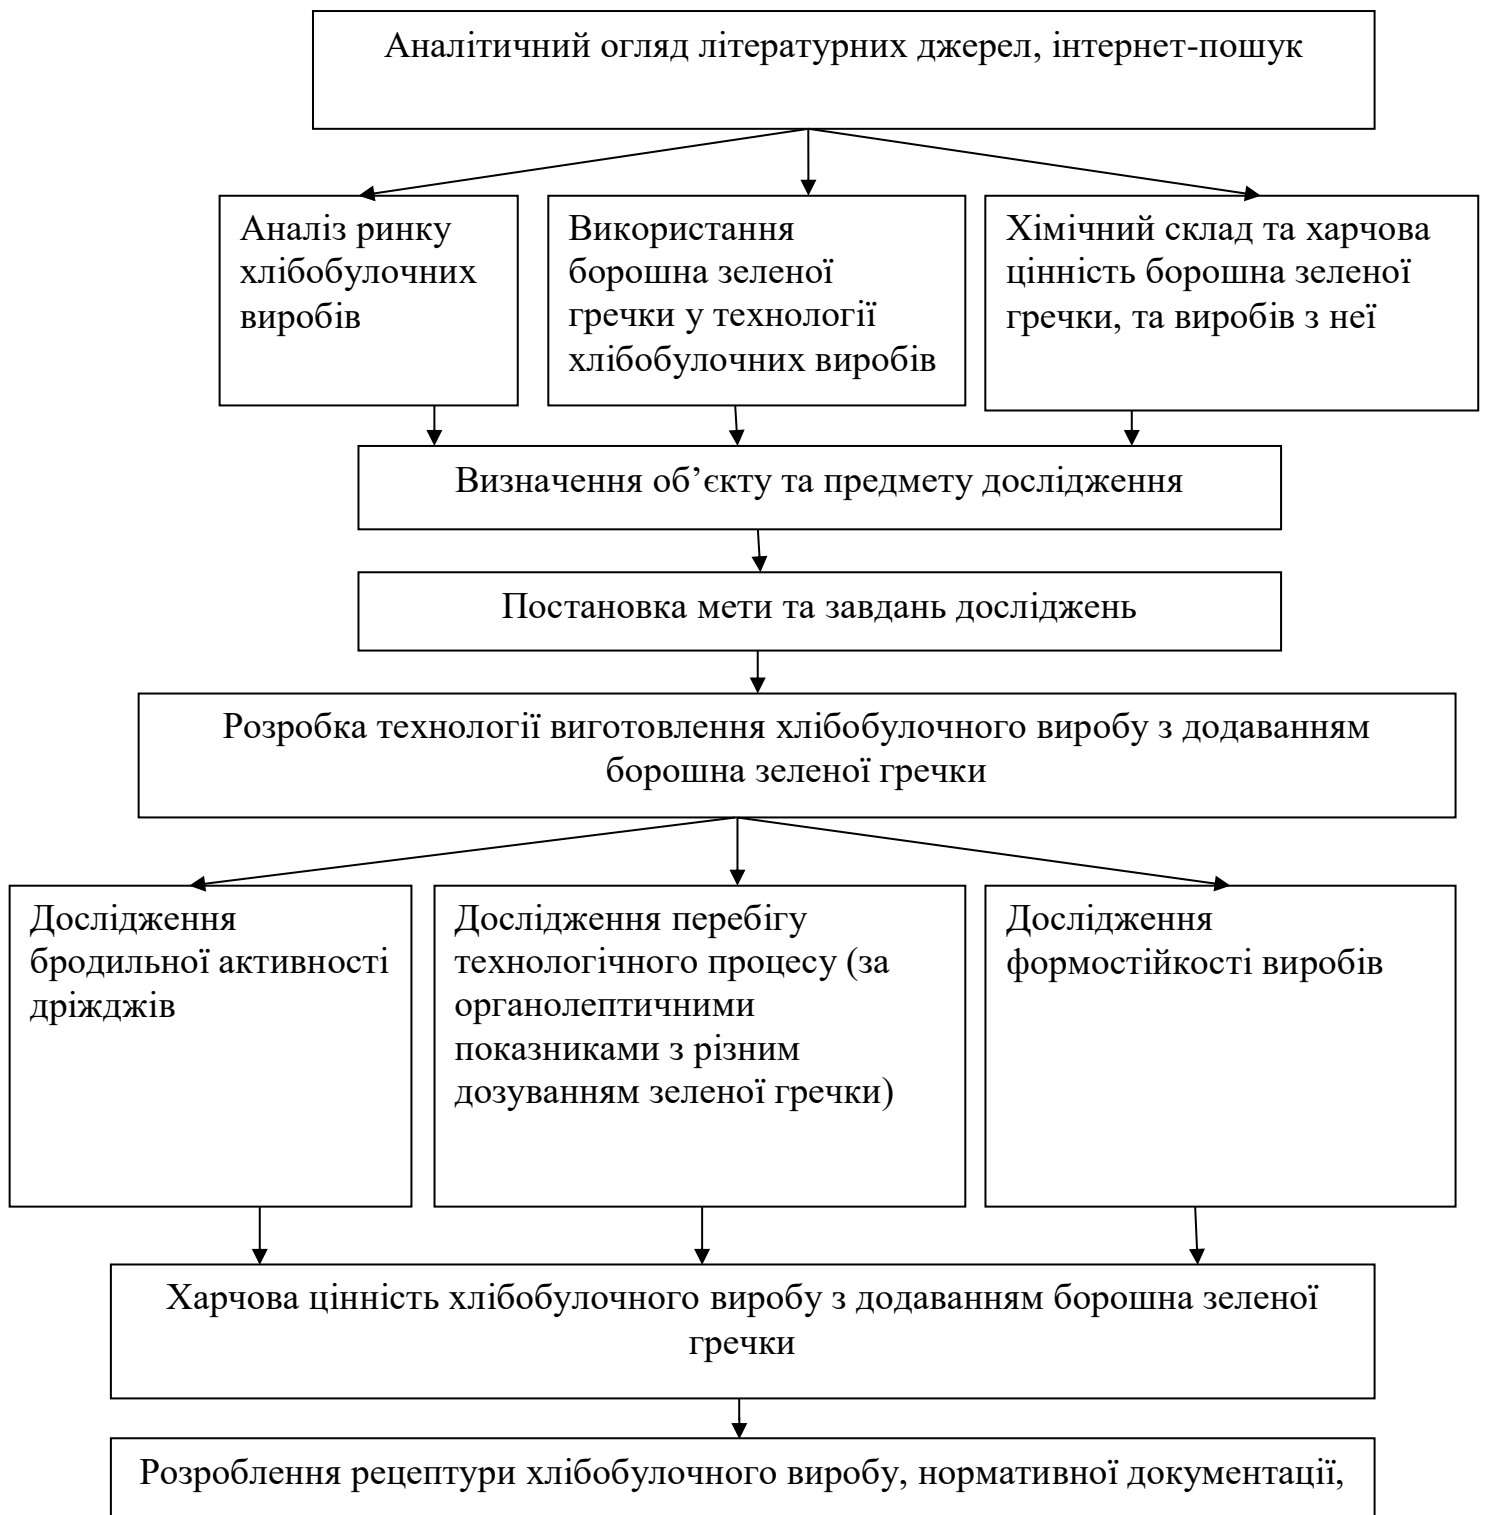 Аналітичний огляд літературних джерел, інтернет-пошук
Аналіз ринку
хлібобулочних
виробів
Використання
борошна зеленої
гречки у технології
хлібобулочних виробів
Хімічний склад та харчова
цінність борошна зеленої
гречки, та виробів з неї
Визначення об’єкту та предмету дослідження
Постановка мети та завдань досліджень
Розробка технології виготовлення хлібобулочного виробу з додаванням
борошна зеленої гречки
Дослідження
бродильної активності
дріжджів
Дослідження перебігу
технологічного процесу (за
органолептичними
показниками з різним
дозуванням зеленої гречки)
Дослідження
формостійкості виробів
Харчова цінність хлібобулочного виробу з додаванням борошна зеленої
гречки
Розроблення рецептури хлібобулочного виробу, нормативної документації,